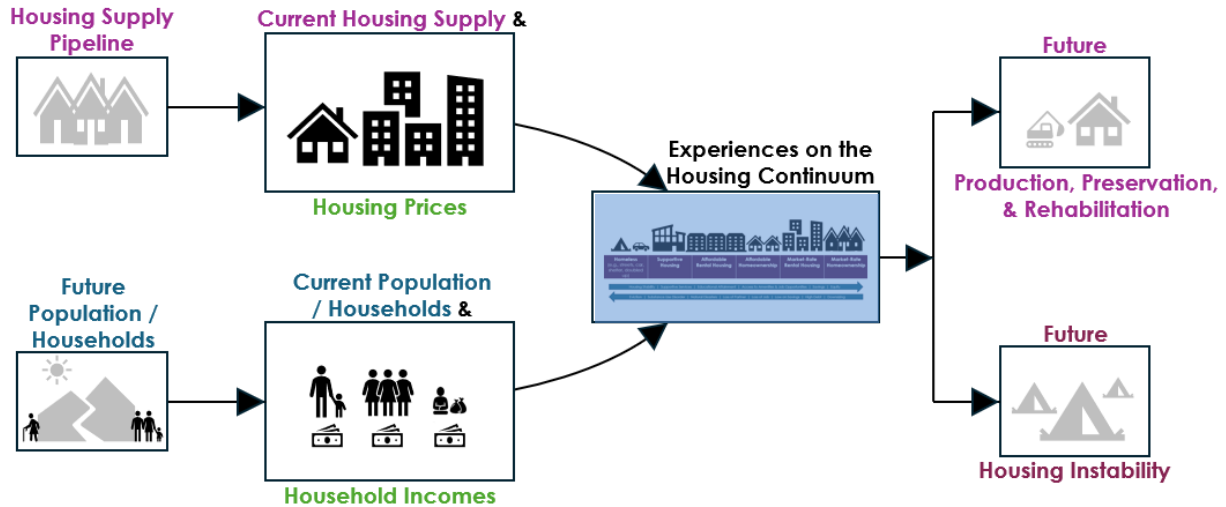 Housing Supply
Pipeline
Current Housing Supply &
Housing Prices
Future
Population /
Households
Current Population
/ Households &
Household Incomes
Experiences on the
Housing Continuum
Homeless
Supportive
Housing
Affordable
Rental Housing
Affordable
Homeownership
Market-Rate
Rental Housing
Market-Rate
Homeownership
Future
Production, Preservation,
& Rehabilitation
Future
Housing Instability